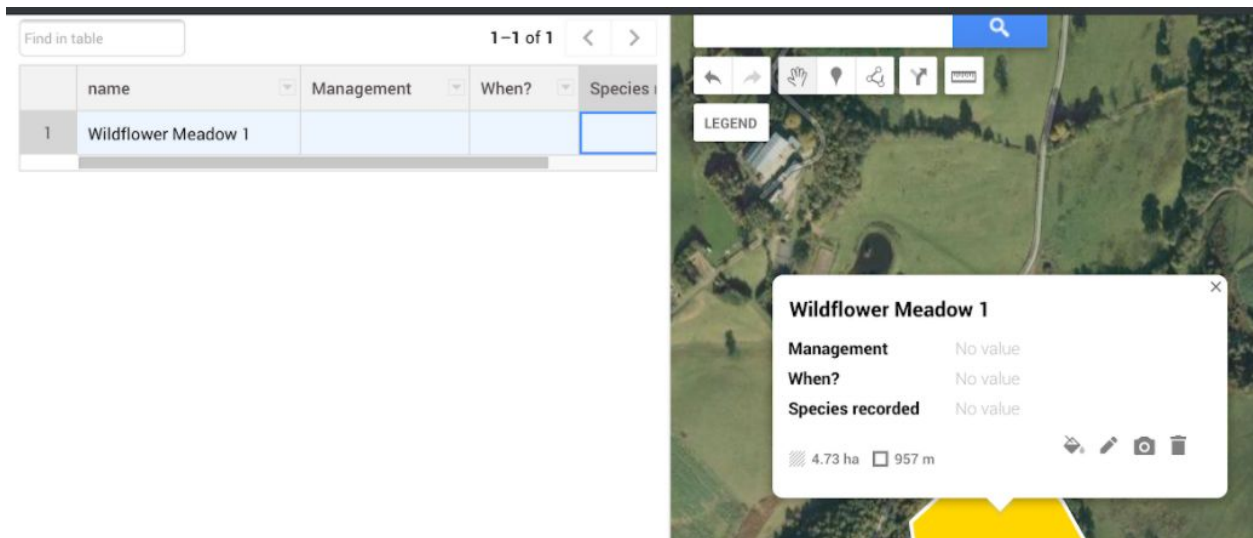 Find in table
1–1 of 1
name Management When? Species
1 Wildflower Meadow 1
LEGEND
Wildflower Meadow 1
Management No value
When? No value
Species recorded No value
4.73 ha 957 m